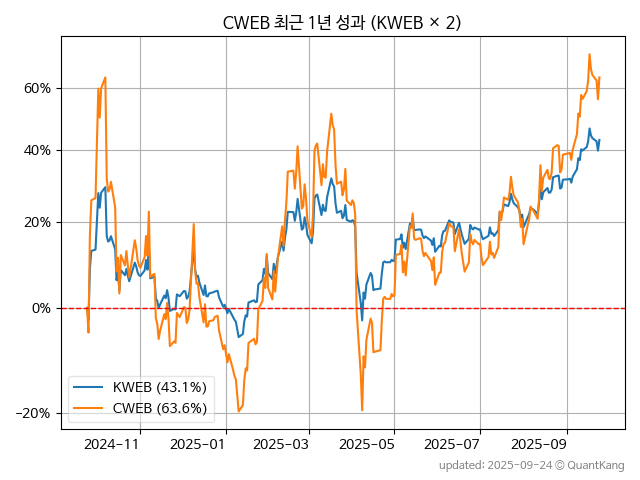 CWEB 최근 1년 성과 (KWEB × 2)
60%
40%
20%
0%
−20%
KWEB (43.1%)
CWEB (63.6%)
2024-11 2025-01 2025-03 2025-05 2025-07 2025-09
updated: 2025-09-24 © QuantKang